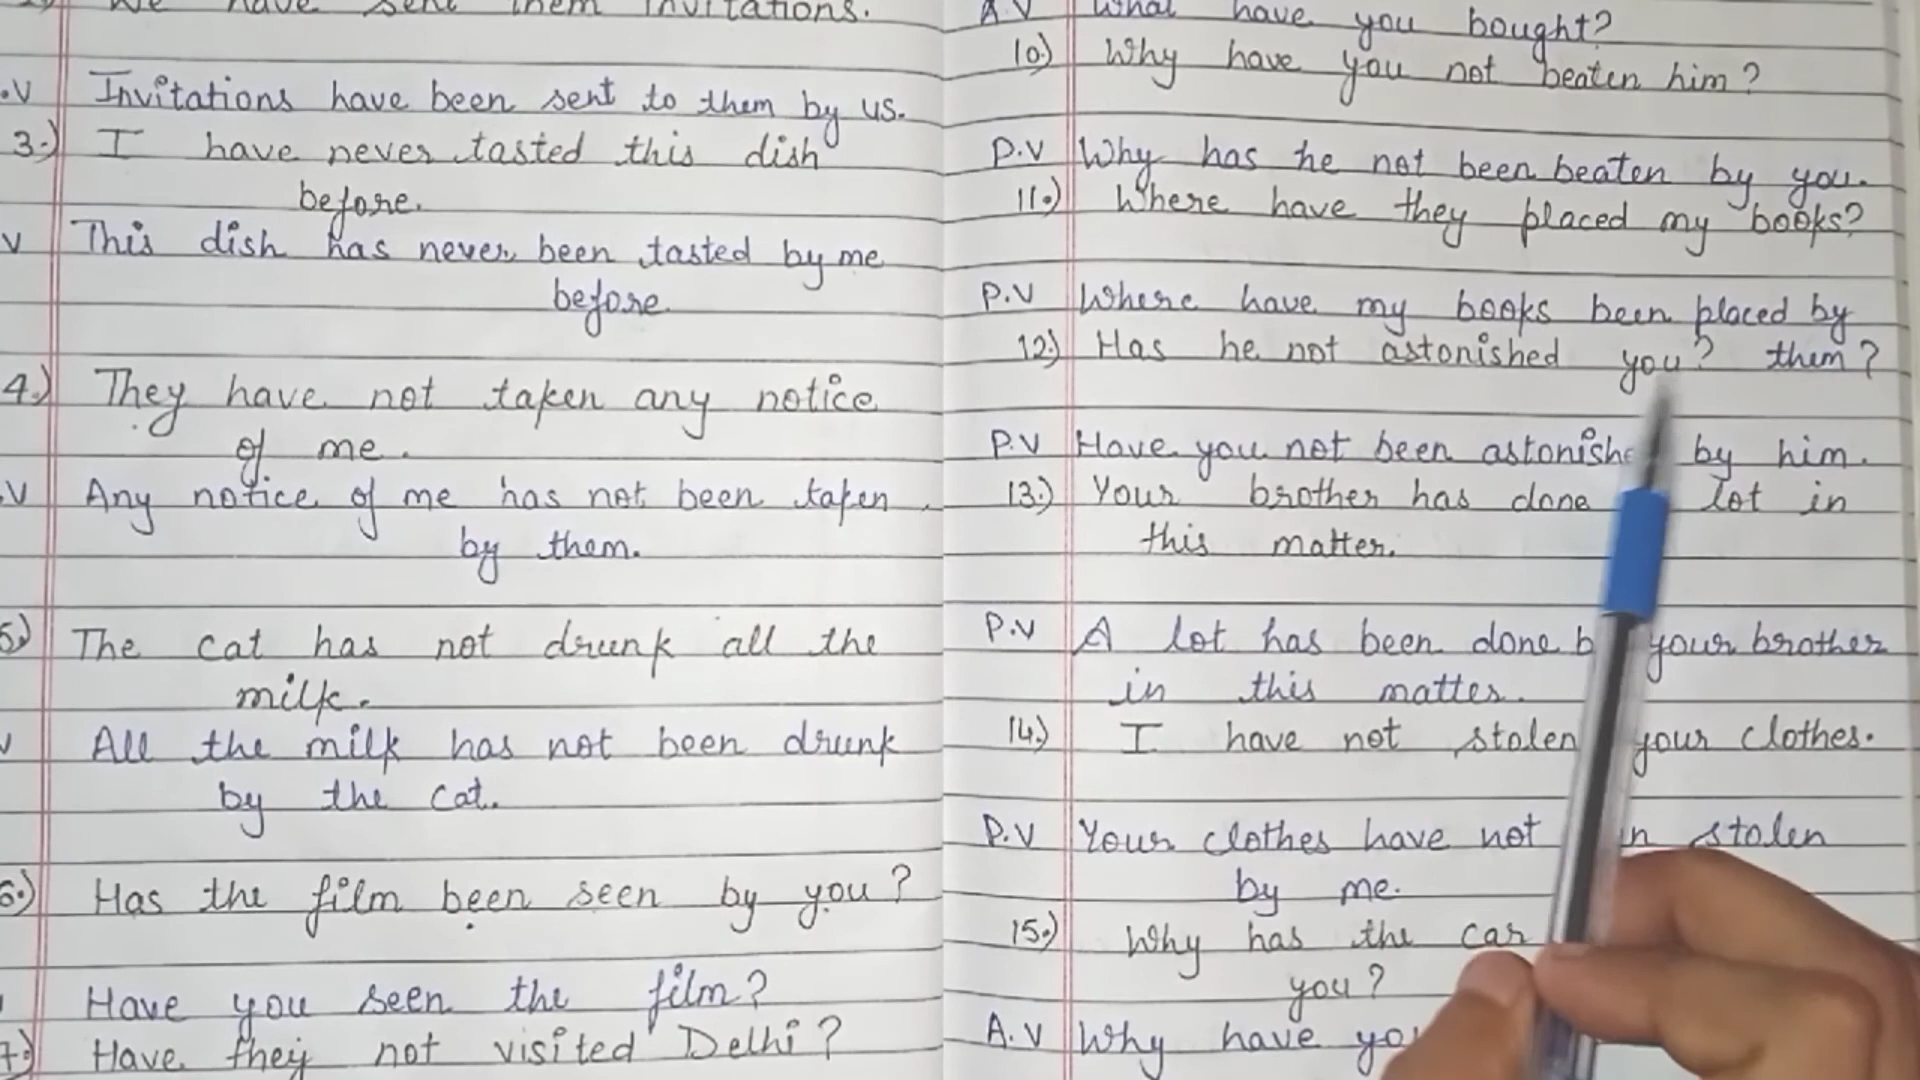 We have sent them invitations.
.V Invitations have been sent to them by us.
3.) I have never tasted this dish
before.
V This dish has never been tasted by me
before.
4.) They have not taken any notice
of me.
.V Any notice of me has not been taken
by them.
5.) The cat has not drunk all the
milk.
V All the milk has not been drunk
by the cat.
6.) Has the film been seen by you?
Have you seen the film?
7.) Have they not visited Delhi?
A.V What have you bought?
10.) Why have you not beaten him?
P.V Why has he not been beaten by you.
11.) Where have they placed my books?
P.V Where have my books been placed by
them?
12.) Has he not astonished you?
P.V Have you not been astonishe by him.
13.) Your brother has done lot in
this matter.
P.V A lot has been done b your brother
in this matter.
14.) I have not stolen your clothes.
P.V Your clothes have not n stolen
by me.
15.) Why has the car
you?
A.V Why have yo